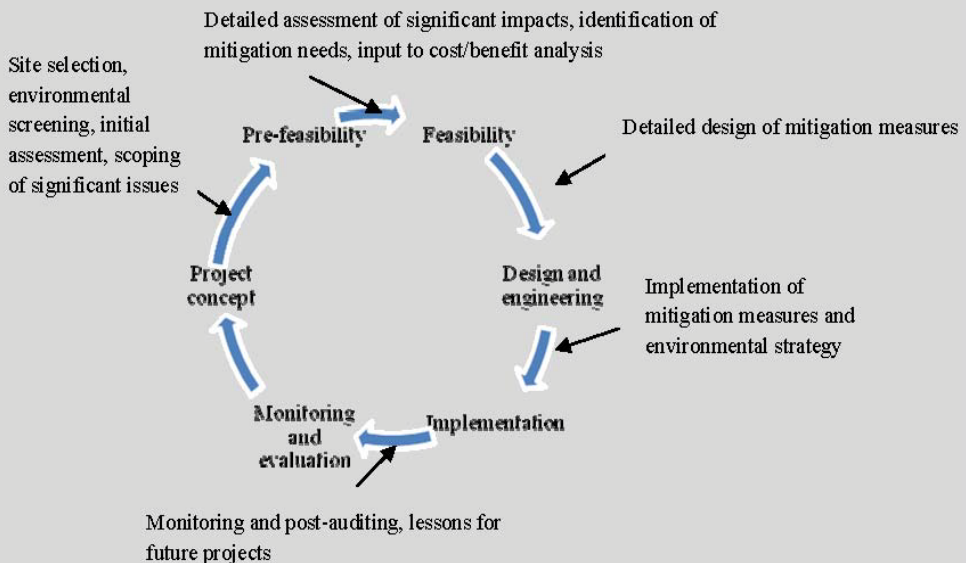 Detailed assessment of significant impacts, identification of
mitigation needs, input to cost/benefit analysis
Site selection,
environmental
screening, initial
assessment, scoping
of significant issues
Pre-feasibility
Feasibility
Detailed design of mitigation measures
Project
concept
Design and
engineering
Implementation of
mitigation measures and
environmental strategy
Monitoring
and
evaluation
Implementation
Monitoring and post-auditing, lessons for
future projects